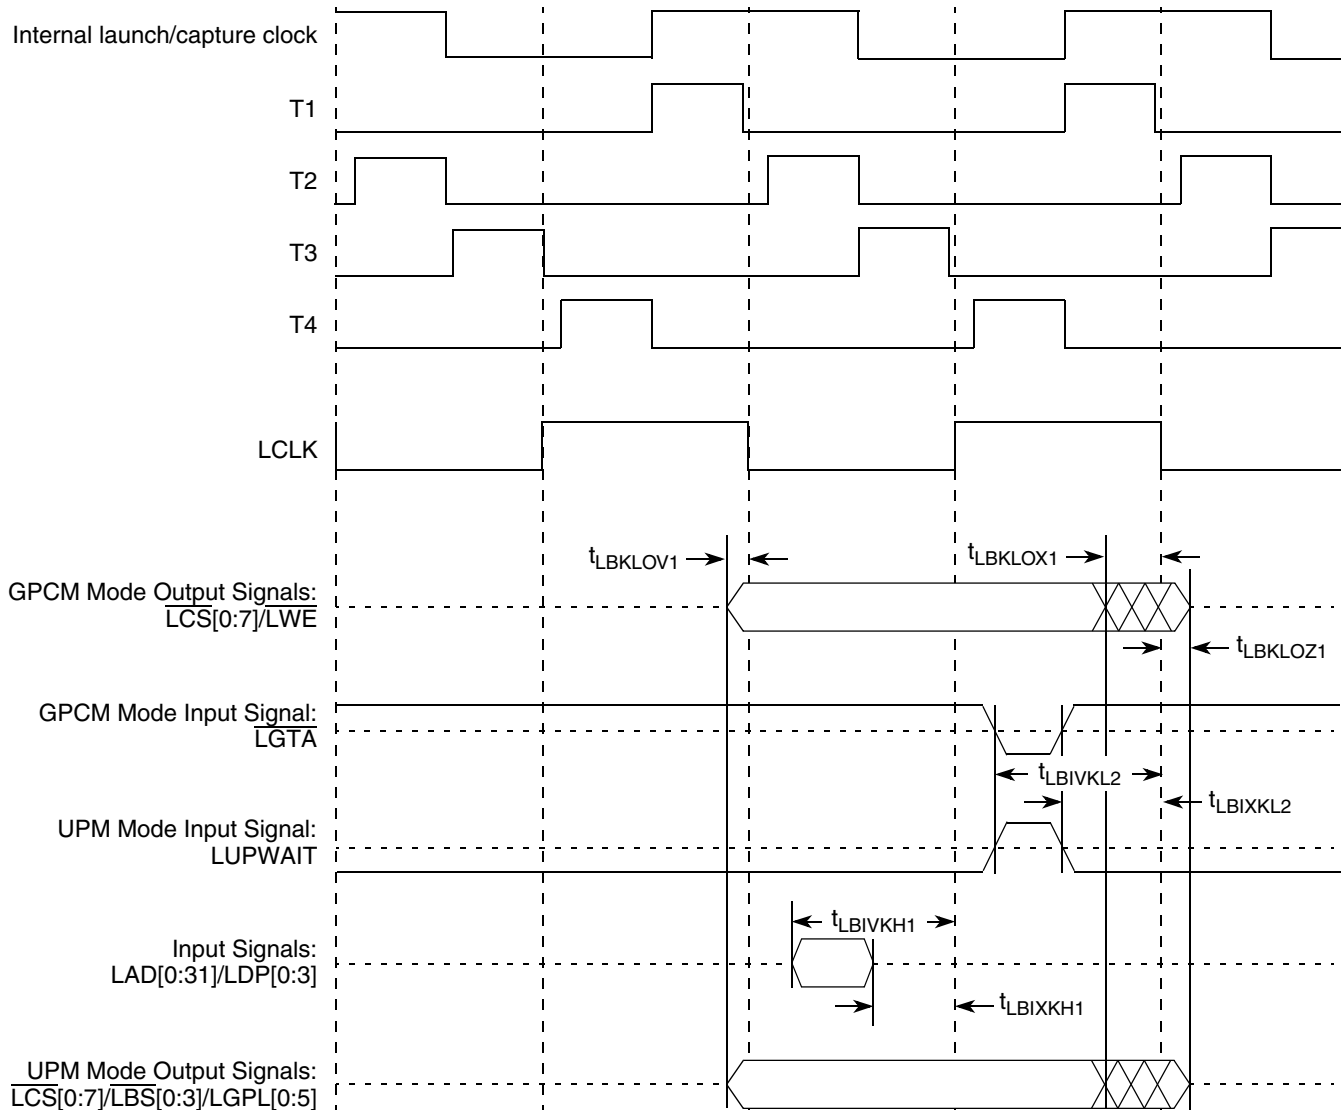 Internal launch/capture clock
T1
T2
T3
T4
LCLK
tLBKLOV1
tLBKLOX1
GPCM Mode Output Signals:
LCS[0:7]/LWE
tLBKLOZ1
GPCM Mode Input Signal:
LGTA
tLBIVKL2
tLBIXKL2
UPM Mode Input Signal:
LUPWAIT
tLBIVKH1
Input Signals:
LAD[0:31]/LDP[0:3]
tLBIXKH1
UPM Mode Output Signals:
LCS[0:7]/LBS[0:3]/LGPL[0:5]